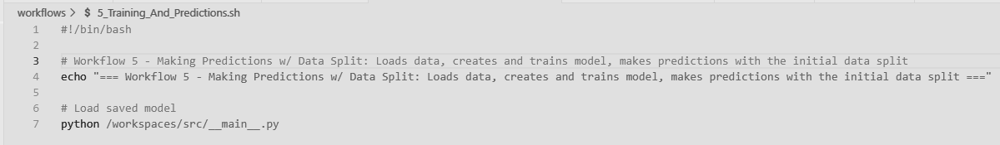 workflows > $ 5_Training_And_Predictions.sh
1 #!/bin/bash
2
3 # Workflow 5 - Making Predictions w/ Data Split: Loads data, creates and trains model, makes predictions with the initial data split
4 echo "=== Workflow 5 - Making Predictions w/ Data Split: Loads data, creates and trains model, makes predictions with the initial data split ==="
5
6 # Load saved model
7 python /workspaces/src/__main__.py